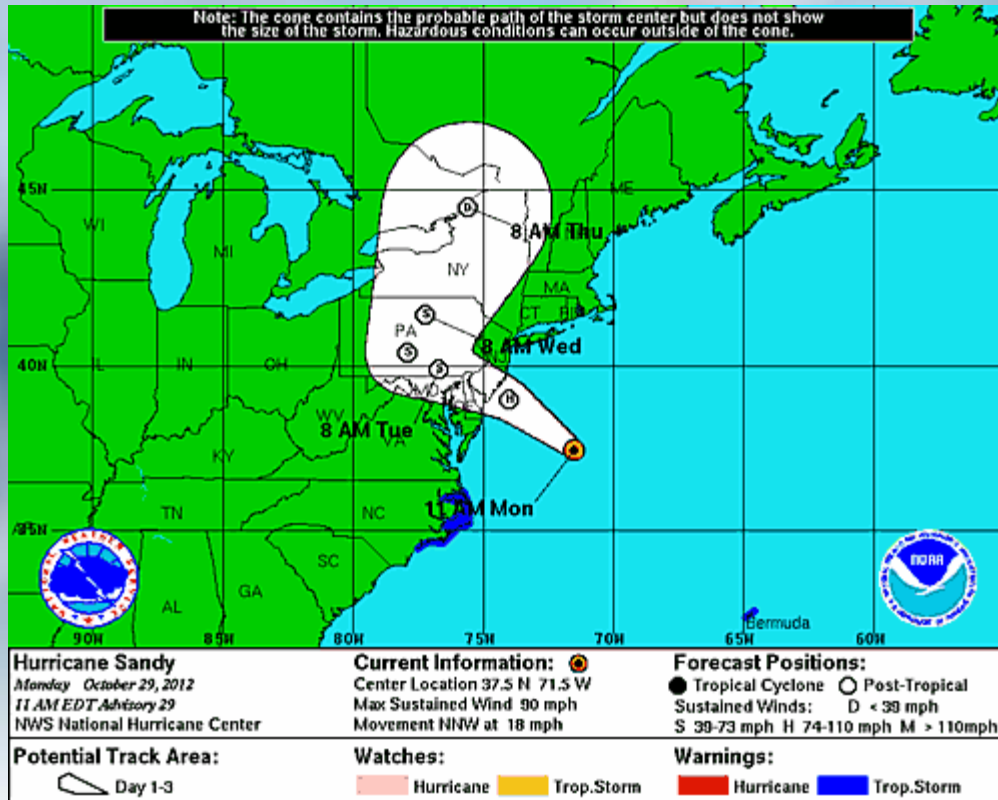 Note: The cone contains the probable path of the storm center but does not show
the size of the storm. Hazardous conditions can occur outside of the cone.
45N
WI
MI
ME
8 AM Thu
NY
MA
CT
RI
PA
8 AM Wed
NJ
40N
IL
IN
OH
MD
DE
WV
VA
8 AM Tue
KY
11 AM Mon
TN
NC
35N
SC
GA
AL
NOAA
Bermuda
90W 85W 80W 75W 70W 65W 60W
D
S
S
S
H
Hurricane Sandy
Monday October 29, 2012
11 AM EDT Advisory 29
NWS National Hurricane Center
Current Information:
Center Location 37.5 N 71.5 W
Max Sustained Wind 90 mph
Movement NNW at 18 mph
Forecast Positions:
Tropical Cyclone Post-Tropical
Sustained Winds: D < 39 mph
S 39-73 mph H 74-110 mph M > 110mph
Potential Track Area:
Day 1-3
Watches:
Hurricane Trop.Storm
Warnings:
Hurricane Trop.Storm